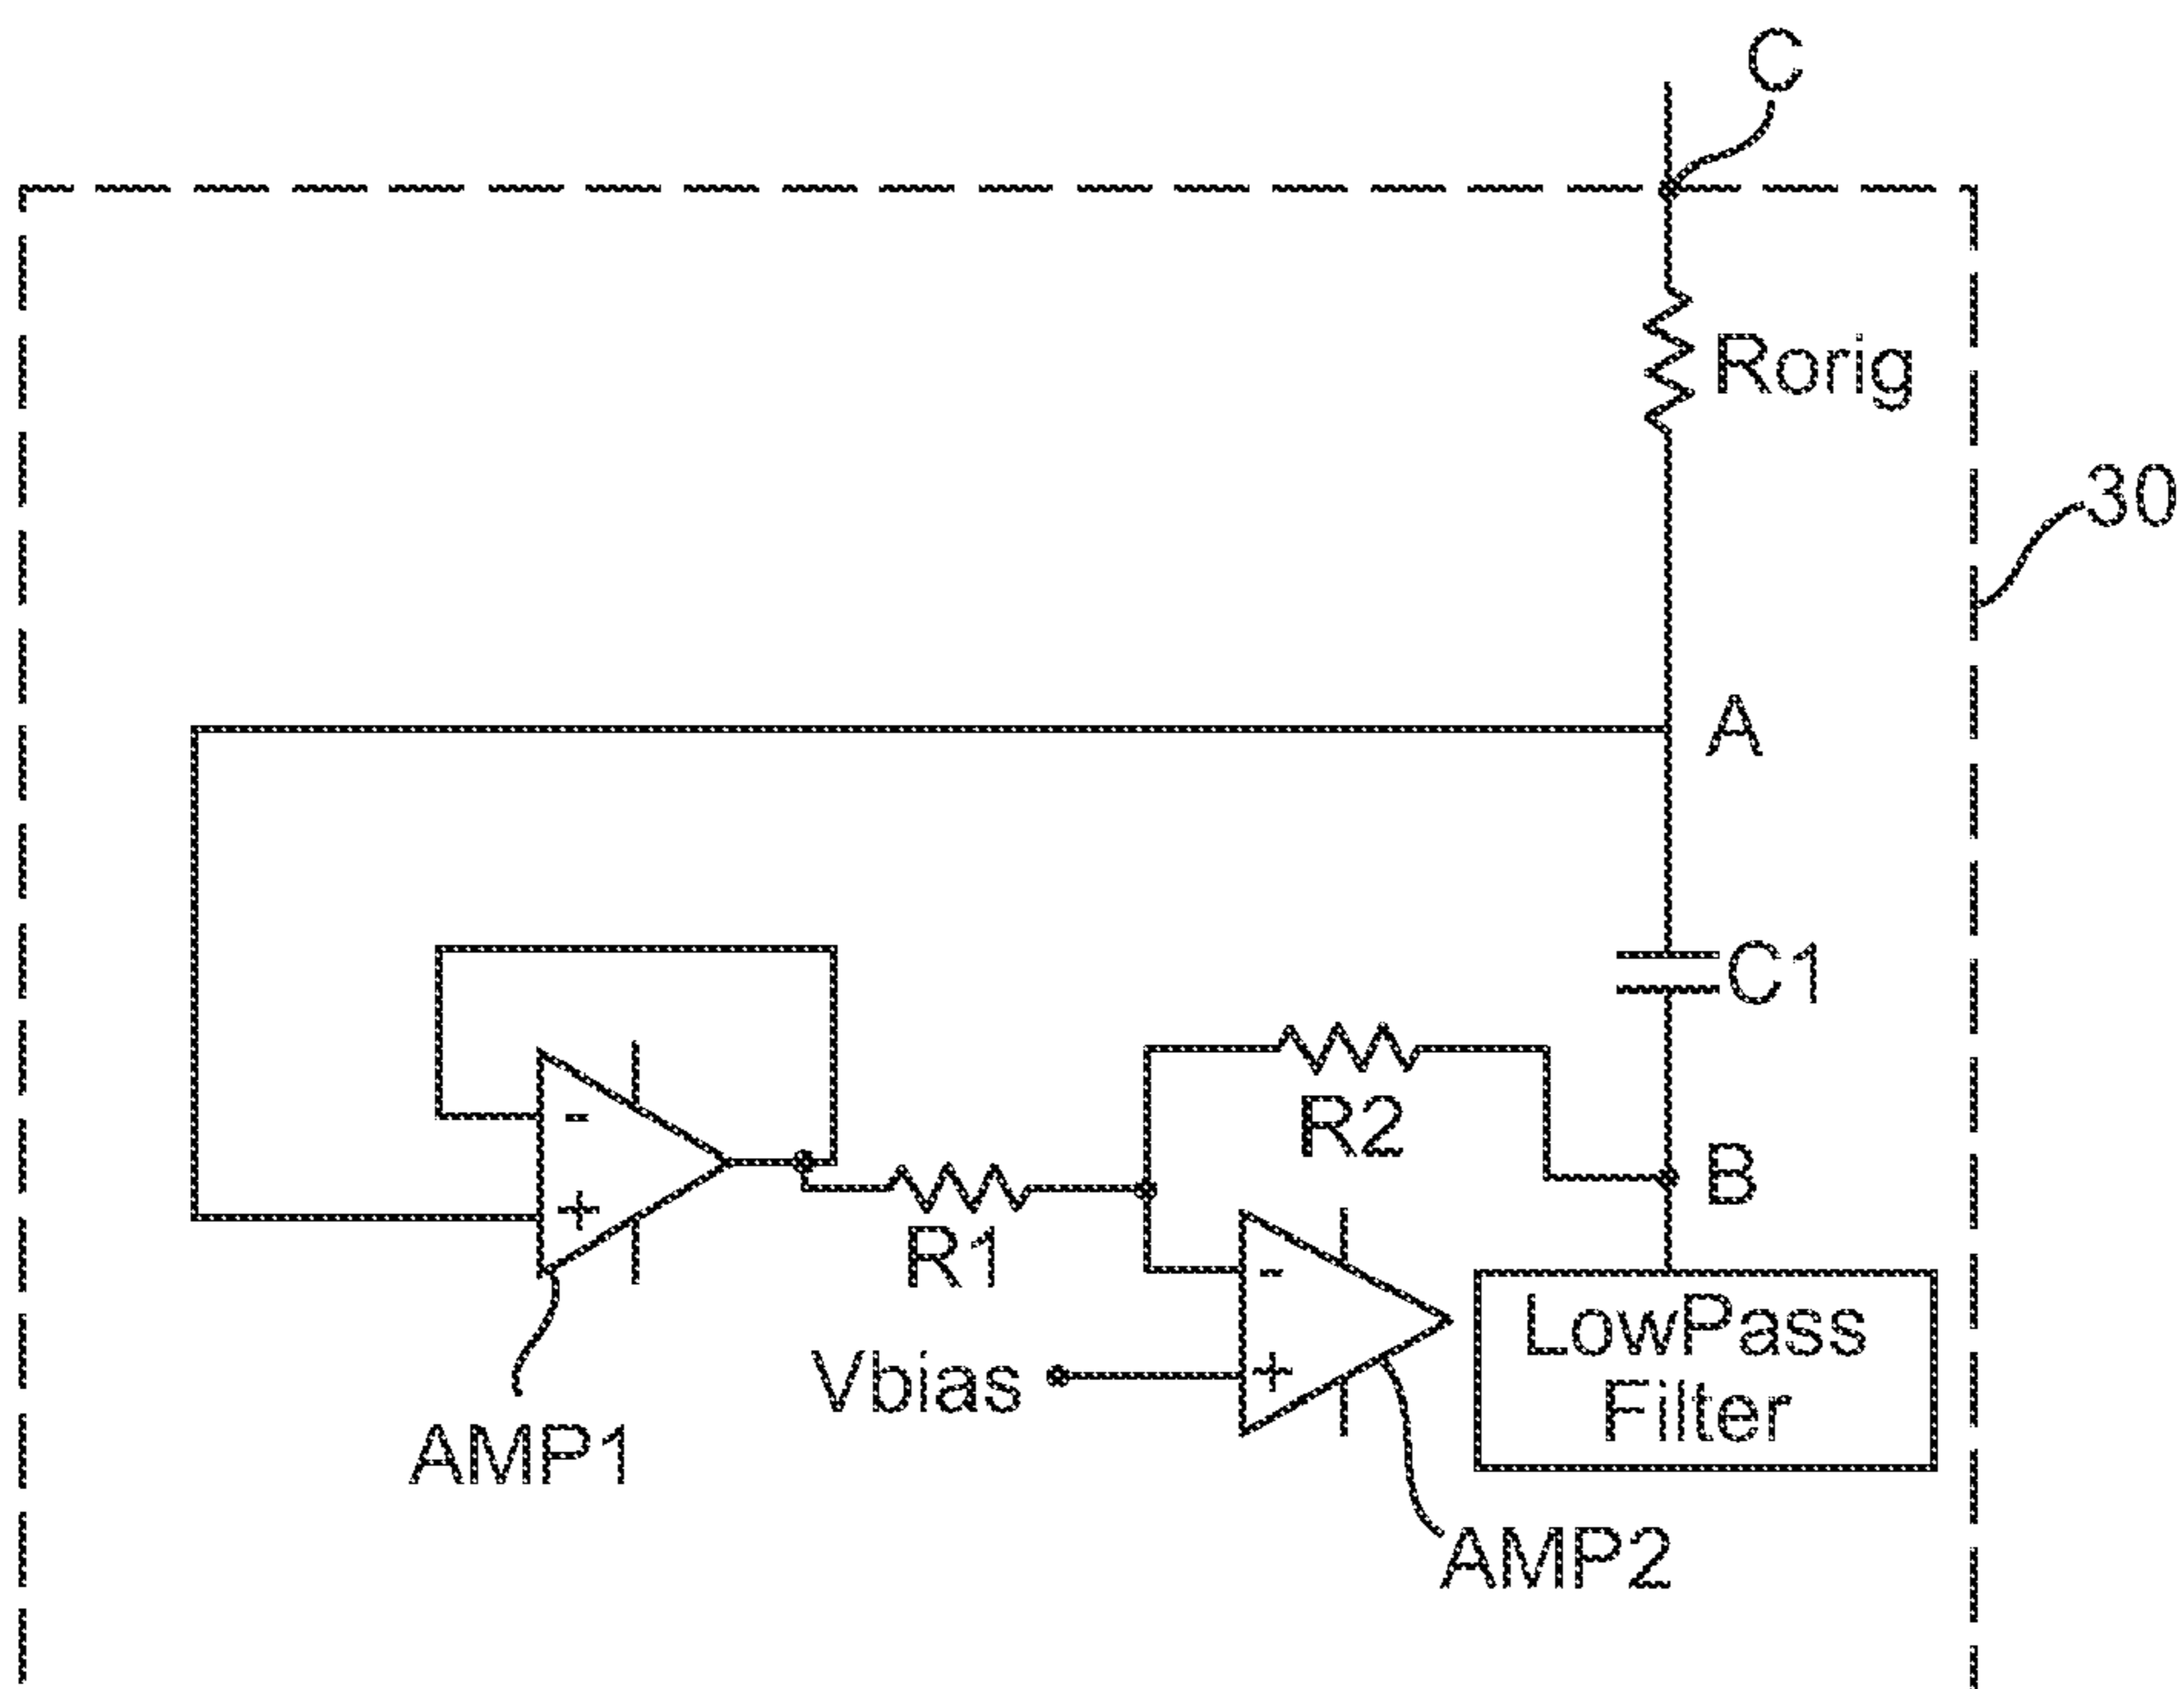 C
Rorig
30
A
C1
R2
B
-
+
R1
-
+
LowPass
Filter
Vbias
AMP1
AMP2